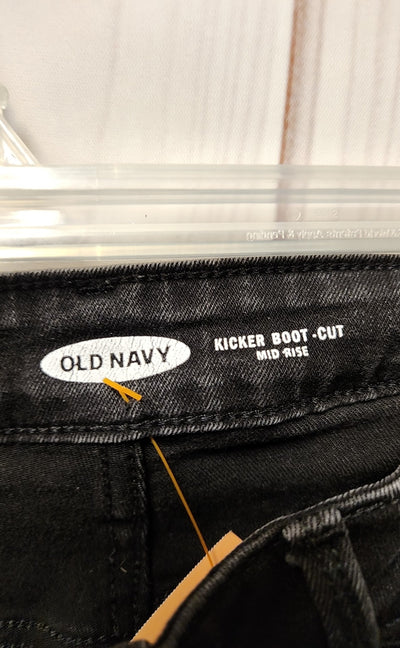 OLD NAVY
KICKER BOOT-CUT
MID RISE